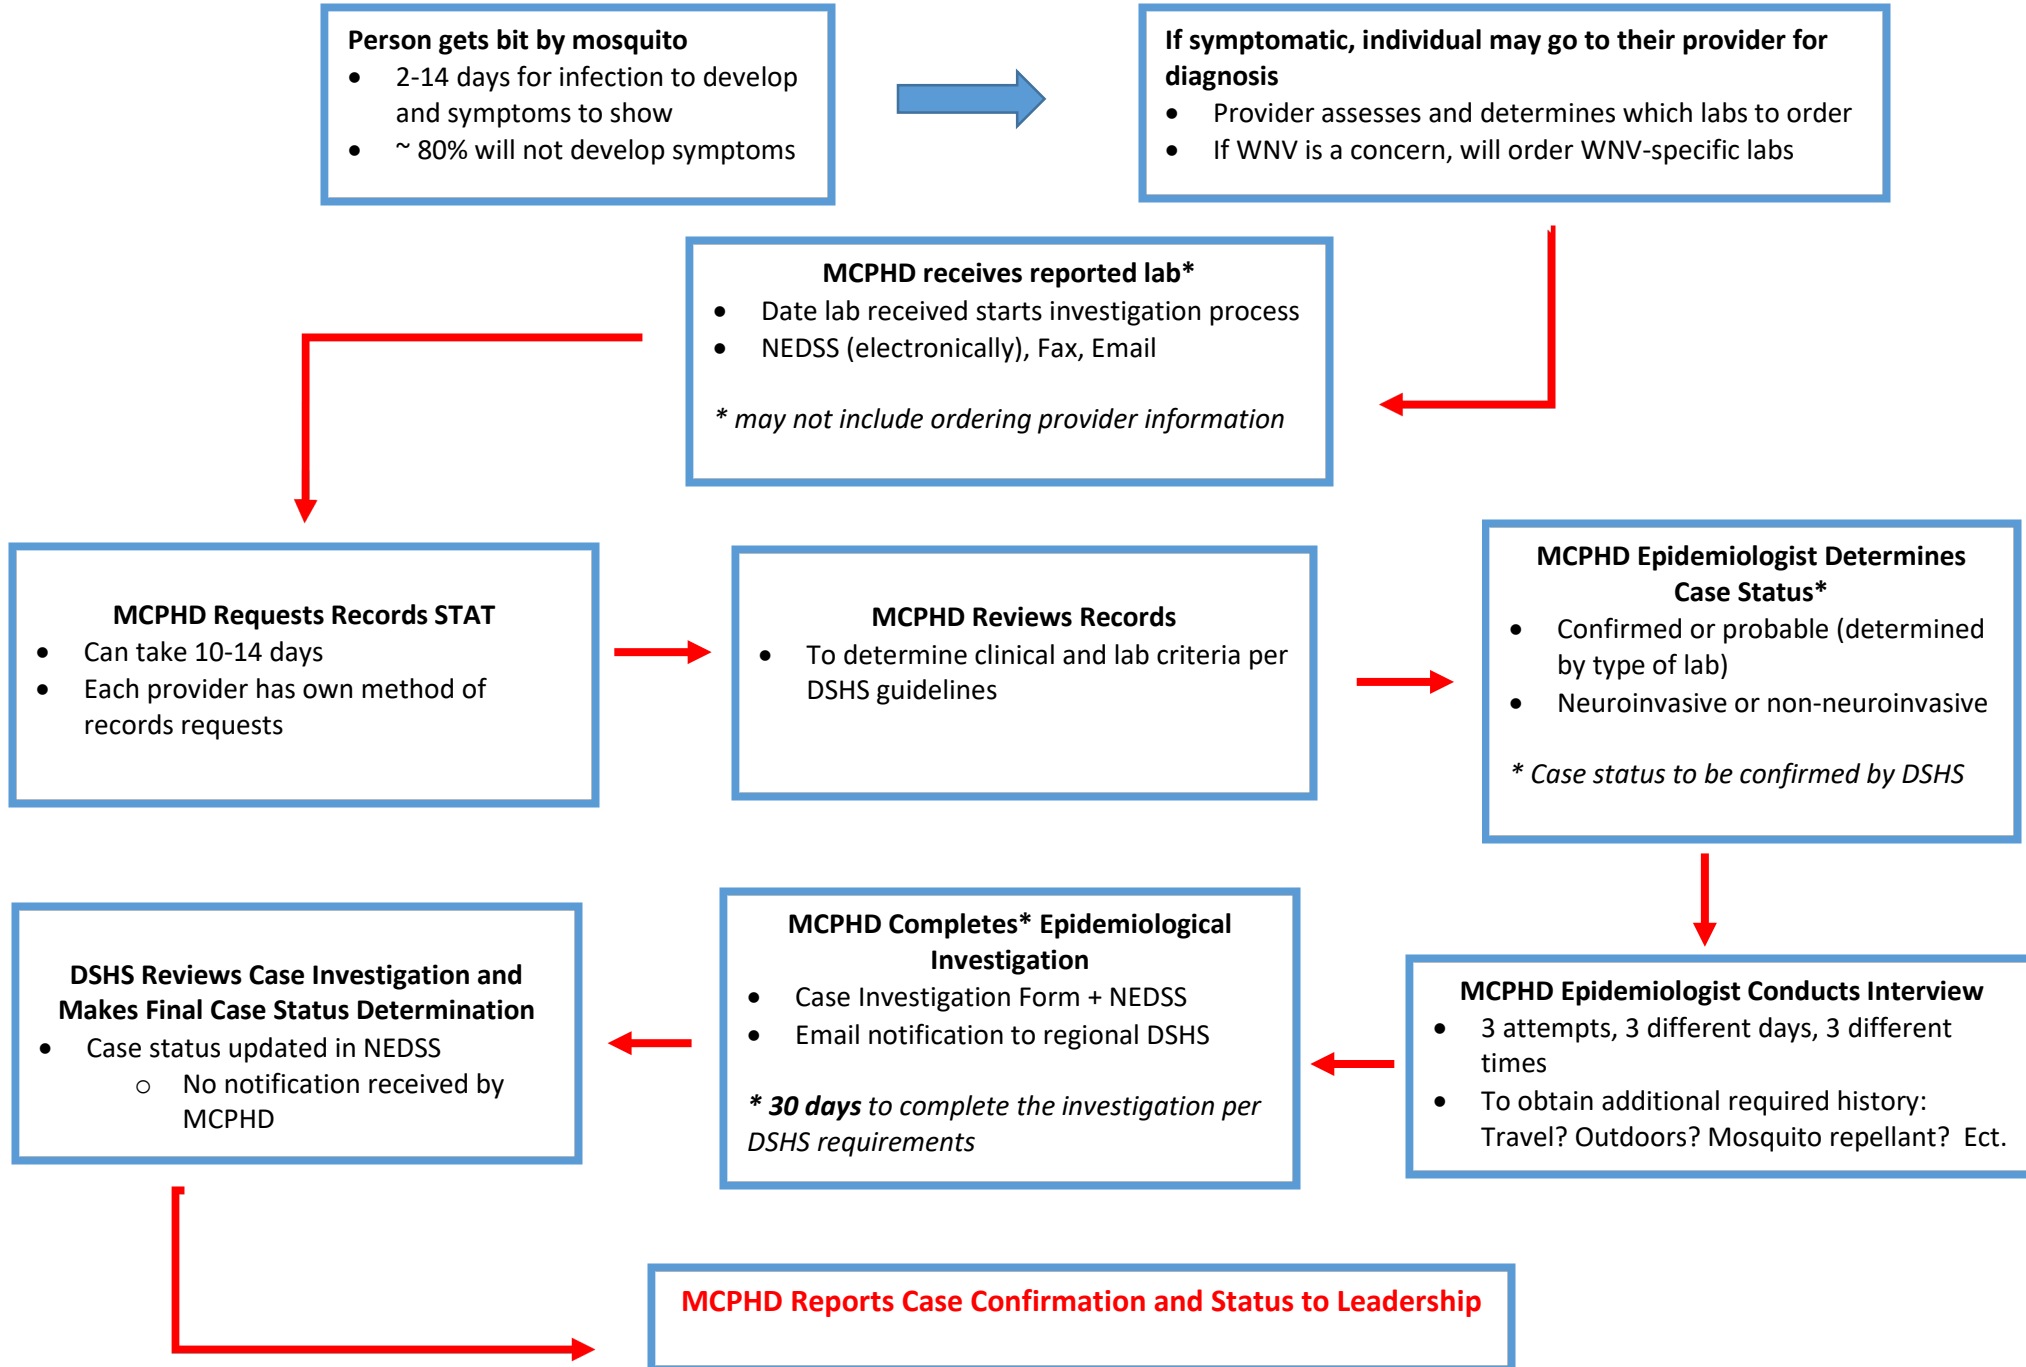 Person gets bit by mosquito
• 2-14 days for infection to develop
and symptoms to show
• ~ 80% will not develop symptoms
If symptomatic, individual may go to their provider for
diagnosis
• Provider assesses and determines which labs to order
• If WNV is a concern, will order WNV-specific labs
MCPHD receives reported lab*
• Date lab received starts investigation process
• NEDSS (electronically), Fax, Email
* may not include ordering provider information
MCPHD Requests Records STAT
• Can take 10-14 days
• Each provider has own method of
records requests
MCPHD Reviews Records
• To determine clinical and lab criteria per
DSHS guidelines
MCPHD Epidemiologist Determines
Case Status*
• Confirmed or probable (determined
by type of lab)
• Neuroinvasive or non-neuroinvasive
* Case status to be confirmed by DSHS
MCPHD Epidemiologist Conducts Interview
• 3 attempts, 3 different days, 3 different
times
• To obtain additional required history:
Travel? Outdoors? Mosquito repellant? Ect.
MCPHD Completes* Epidemiological
Investigation
• Case Investigation Form + NEDSS
• Email notification to regional DSHS
* 30 days to complete the investigation per
DSHS requirements
DSHS Reviews Case Investigation and
Makes Final Case Status Determination
• Case status updated in NEDSS
o No notification received by
MCPHD
MCPHD Reports Case Confirmation and Status to Leadership